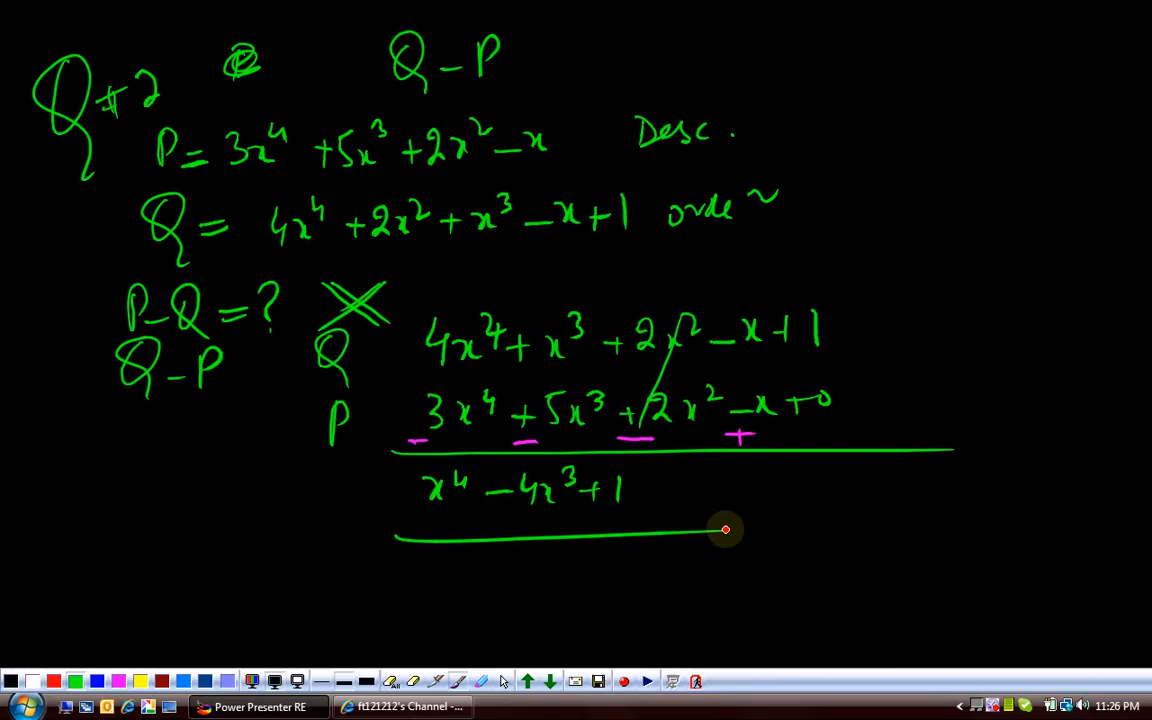 Q - P
Q # 2
P = 3x⁴ + 5x³ + 2x² - x Desc.
Q = 4x⁴ + 2x² + x³ - x + 1 order
P - Q = ?
Q - P
Q 4x⁴ + x³ + 2x² - x + 1
P 3x⁴ + 5x³ + 2x² - x + 0
- - - +
x⁴ - 4x³ + 1
Power Presenter RE
ft121212's Channel -...
11:26 PM